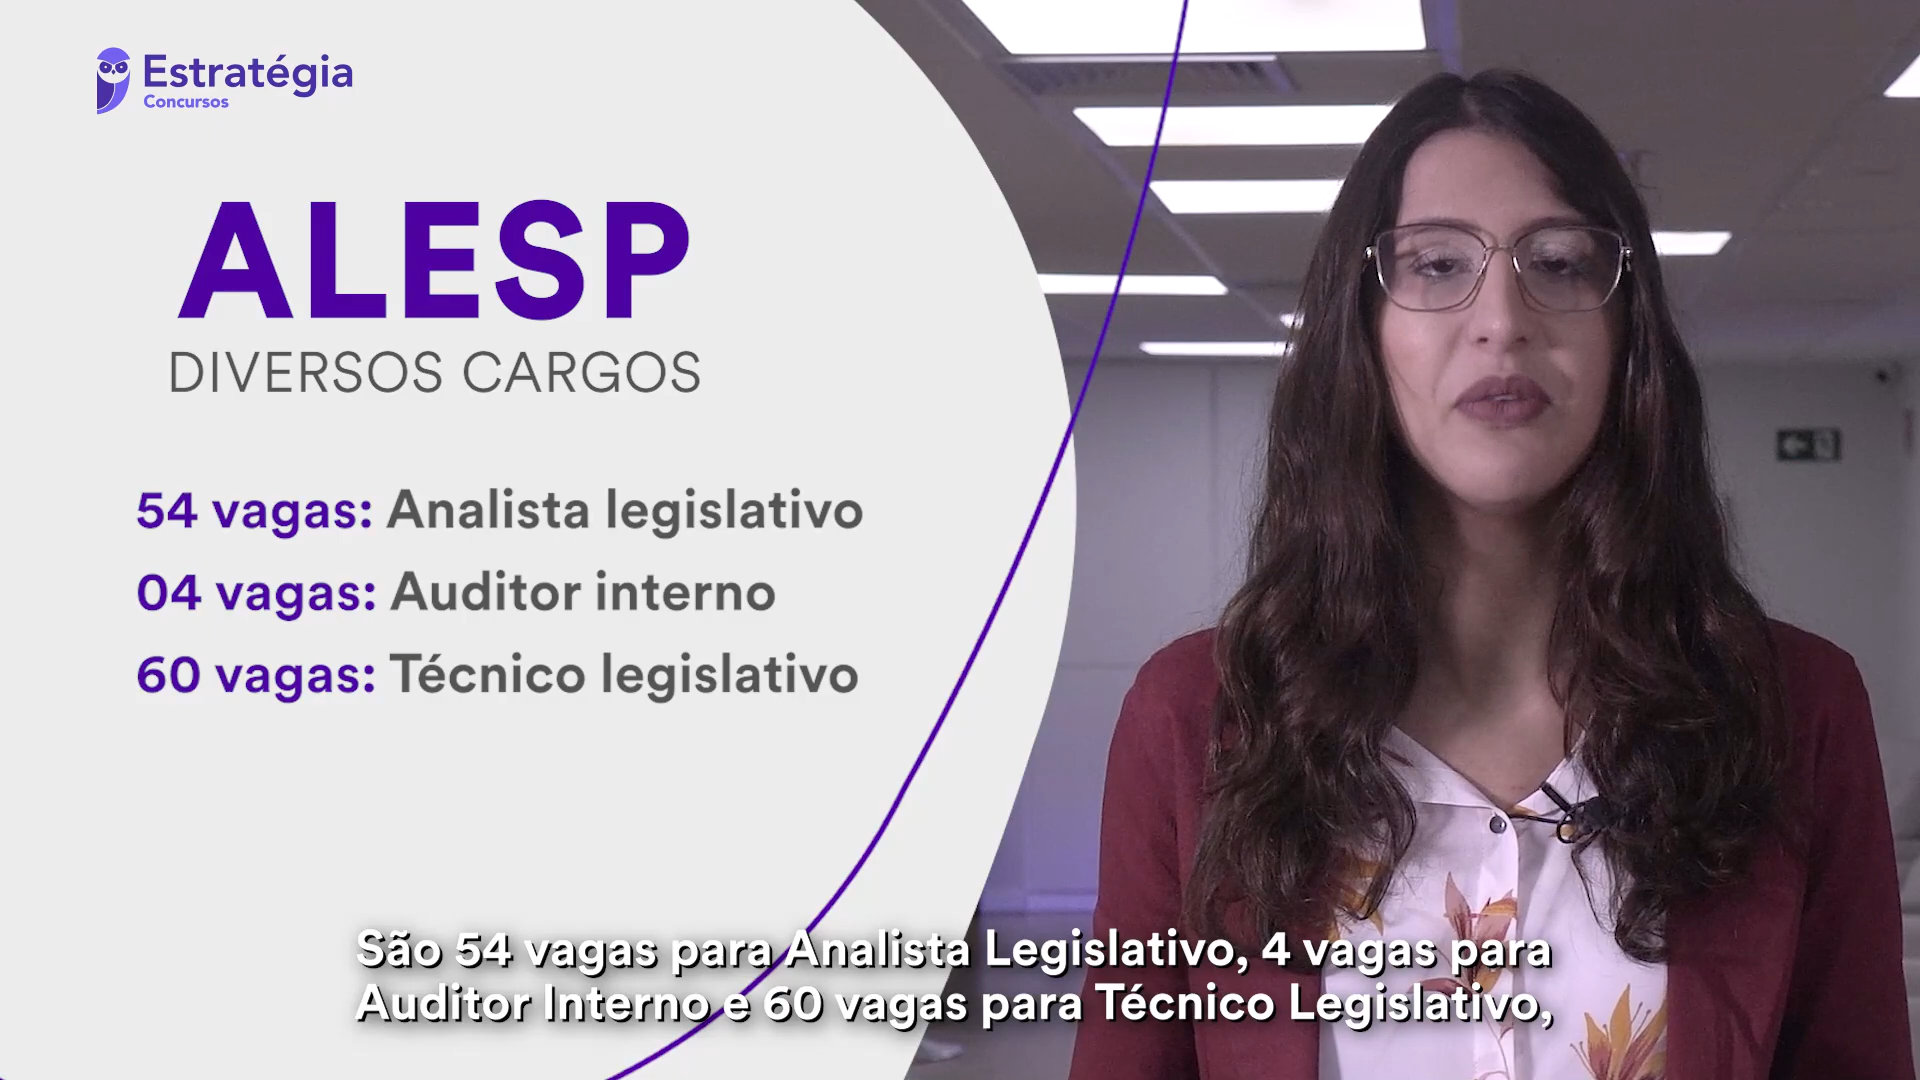 Estratégia
Concursos
ALESP
DIVERSOS CARGOS
54 vagas: Analista legislativo
04 vagas: Auditor interno
60 vagas: Técnico legislativo
São 54 vagas para Analista Legislativo, 4 vagas para
Auditor Interno e 60 vagas para Técnico Legislativo,